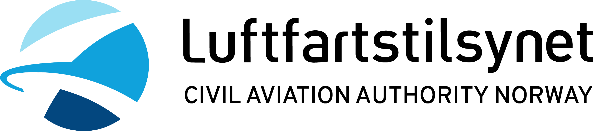 Luftfartstilsynet
CIVIL AVIATION AUTHORITY NORWAY